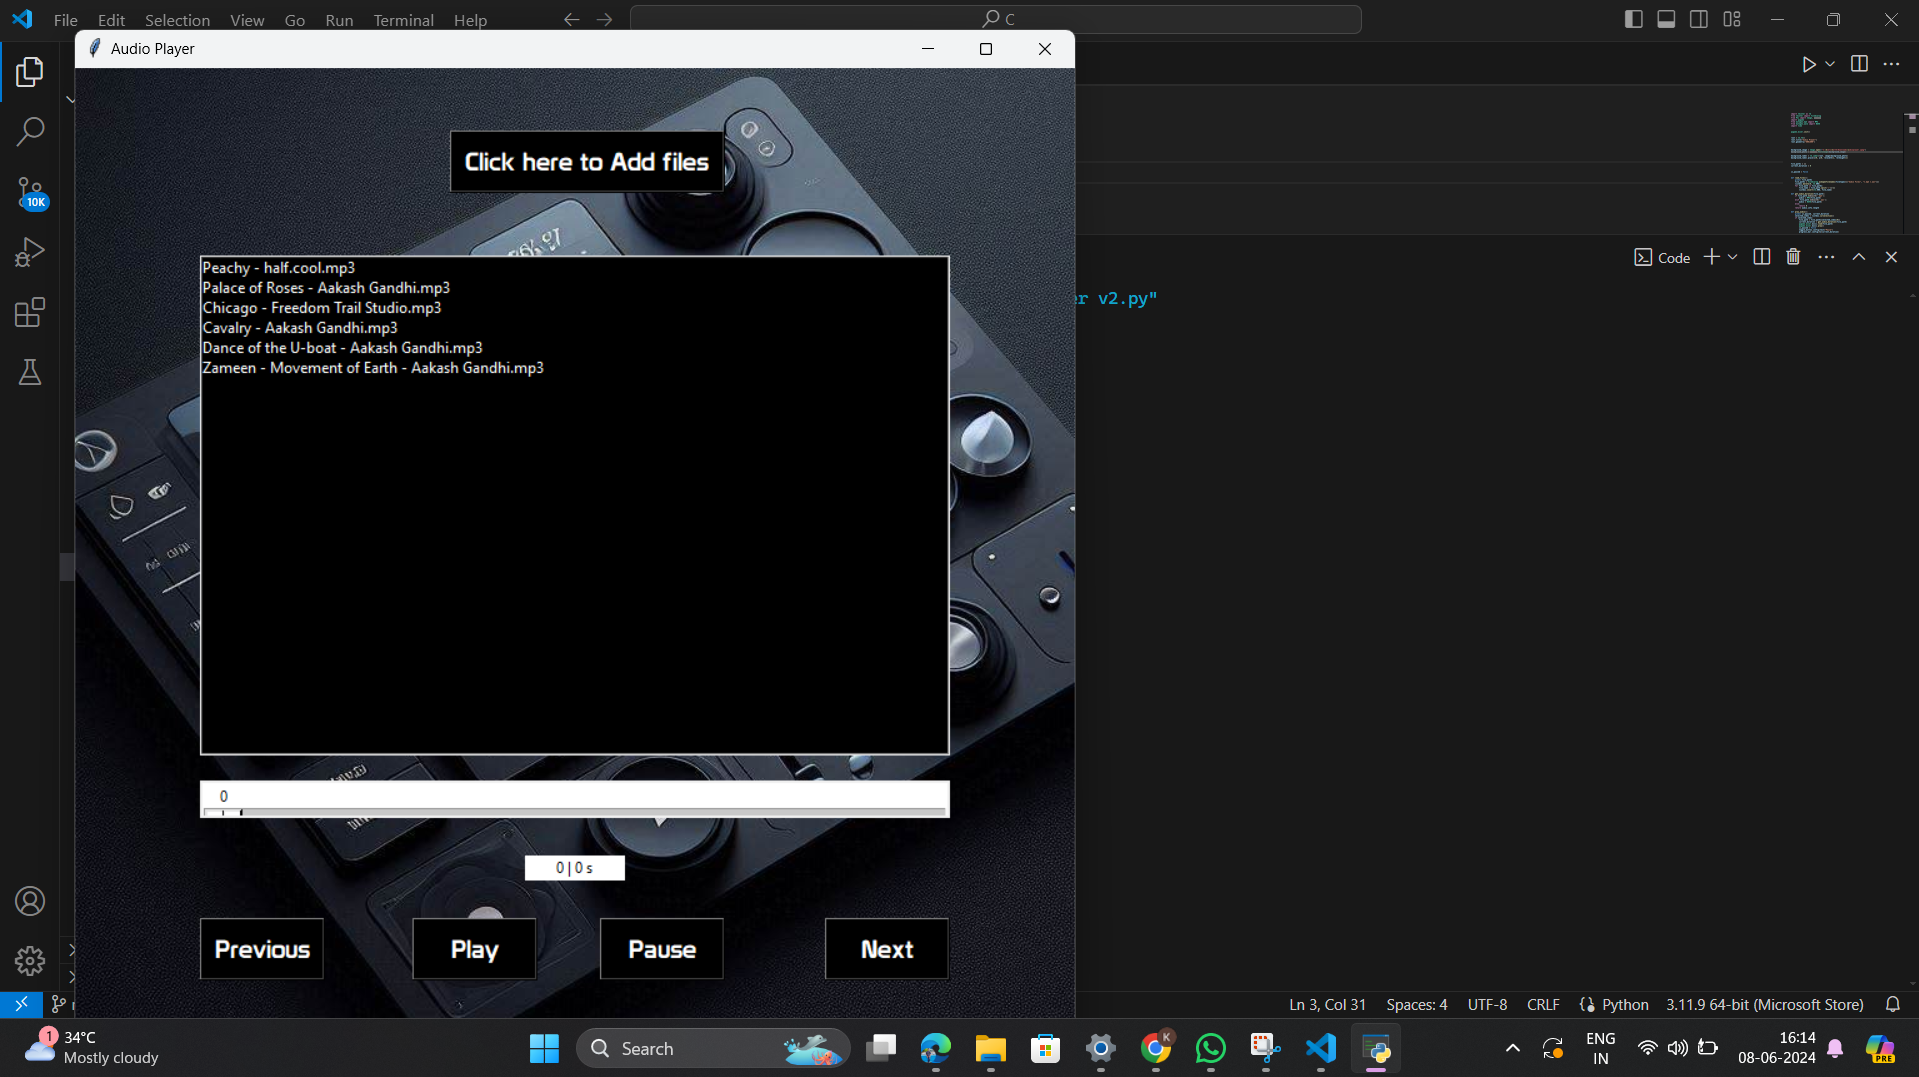 File Edit Selection View Go Run Terminal Help
C
Audio Player
Click here to Add files
Peachy - half.cool.mp3
Palace of Roses - Aakash Gandhi.mp3
Chicago - Freedom Trail Studio.mp3
Cavalry - Aakash Gandhi.mp3
Dance of the U-boat - Aakash Gandhi.mp3
Zameen - Movement of Earth - Aakash Gandhi.mp3
0
0 | 0 s
Previous Play Pause Next
10K
Code
er v2.py"
Ln 3, Col 31 Spaces: 4 UTF-8 CRLF Python 3.11.9 64-bit (Microsoft Store)
1
34°C
Mostly cloudy
Search
K
ENG
IN
16:14
08-06-2024
PRE